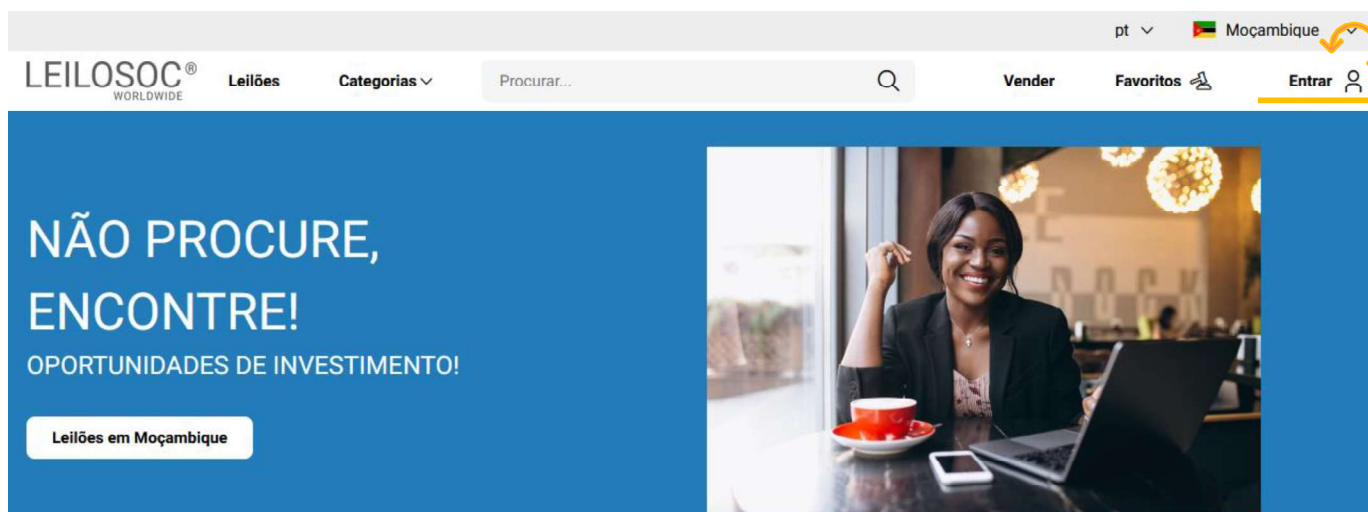 pt Moçambique
LEILOSOC®
WORLDWIDE
Leilões Categorias Procurar... Vender Favoritos Entrar
NÃO PROCURE,
ENCONTRE!
OPORTUNIDADES DE INVESTIMENTO!
Leilões em Moçambique